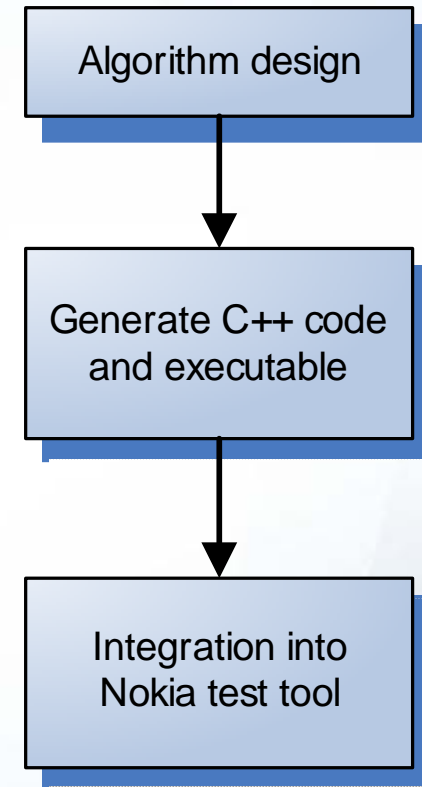 Algorithm design
Generate C++ code
and executable
Integration into
Nokia test tool